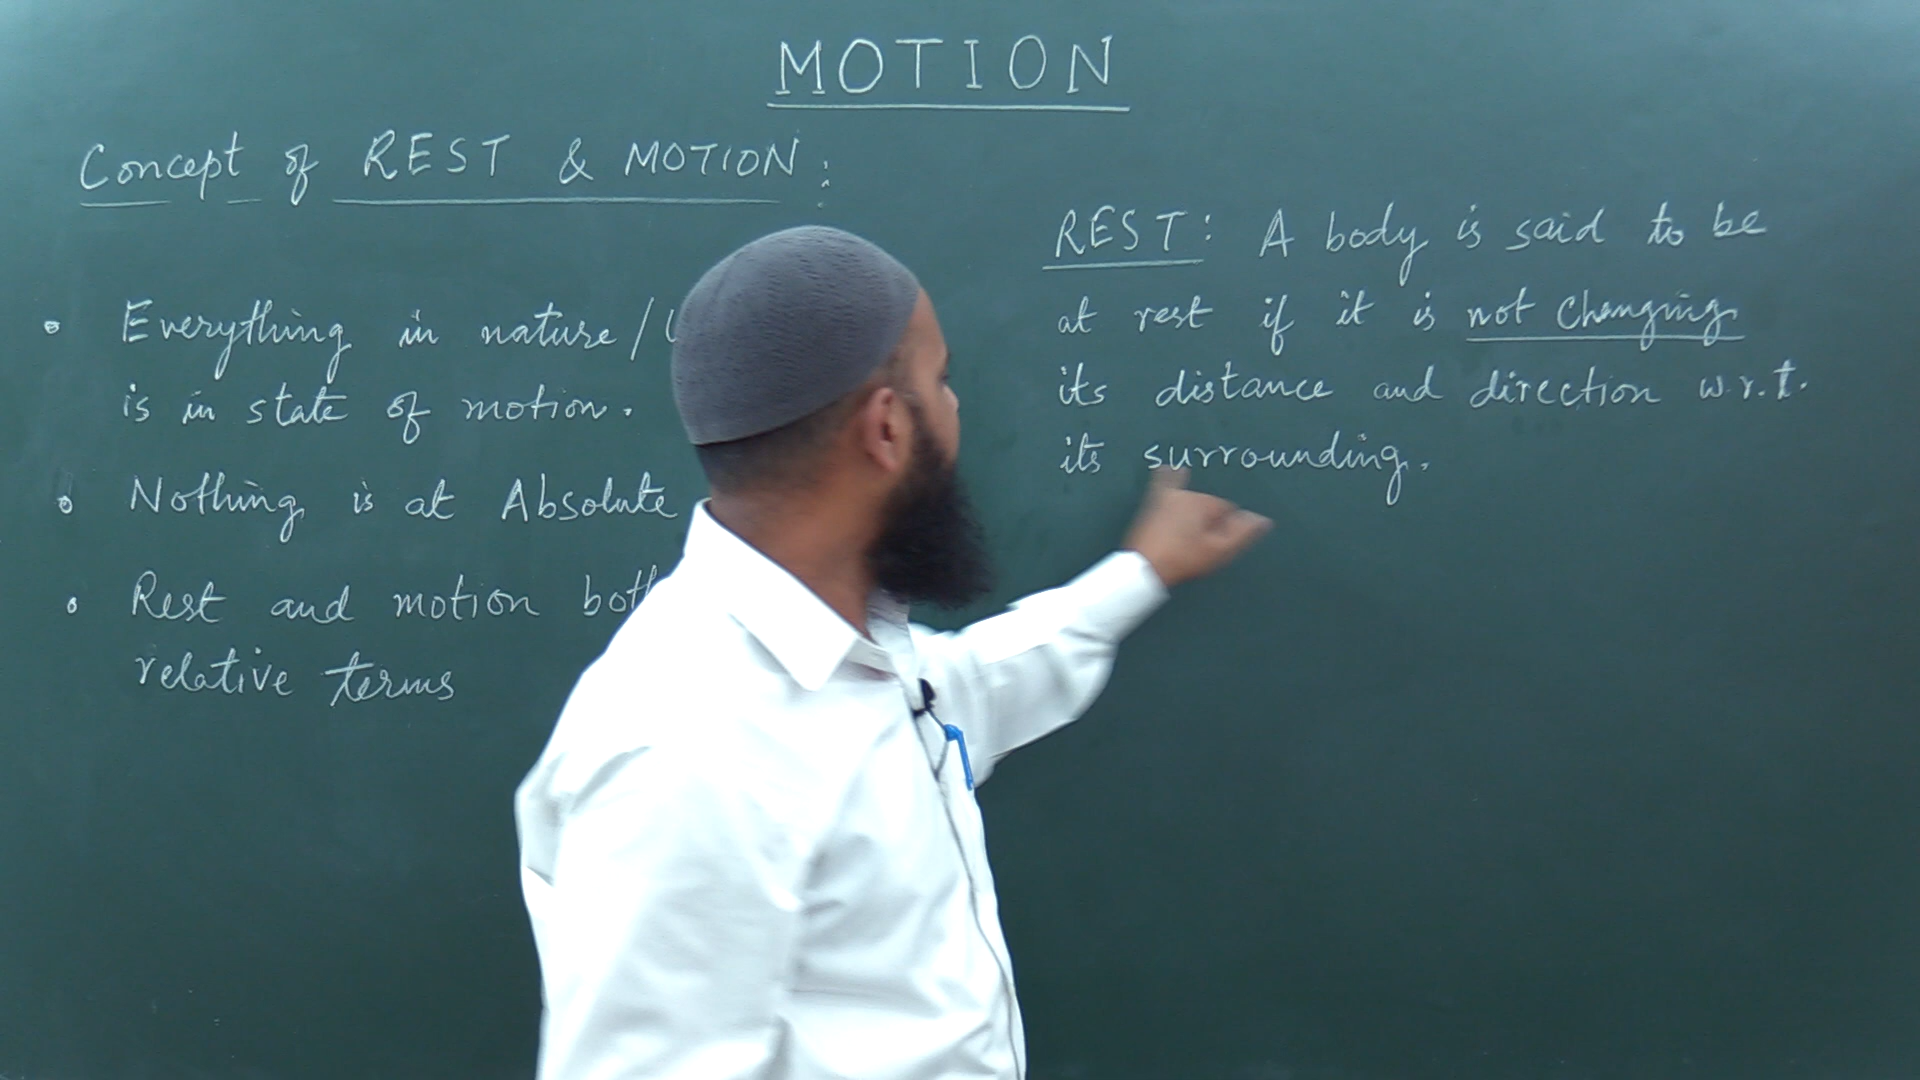 MOTION
Concept of REST & MOTION:
• Everything in nature/
is in state of motion.
• Nothing is at Absolute
• Rest and motion
relative terms
REST: A body is said to be
at rest if it is not changing
its distance and direction w.r.t.
its surrounding.